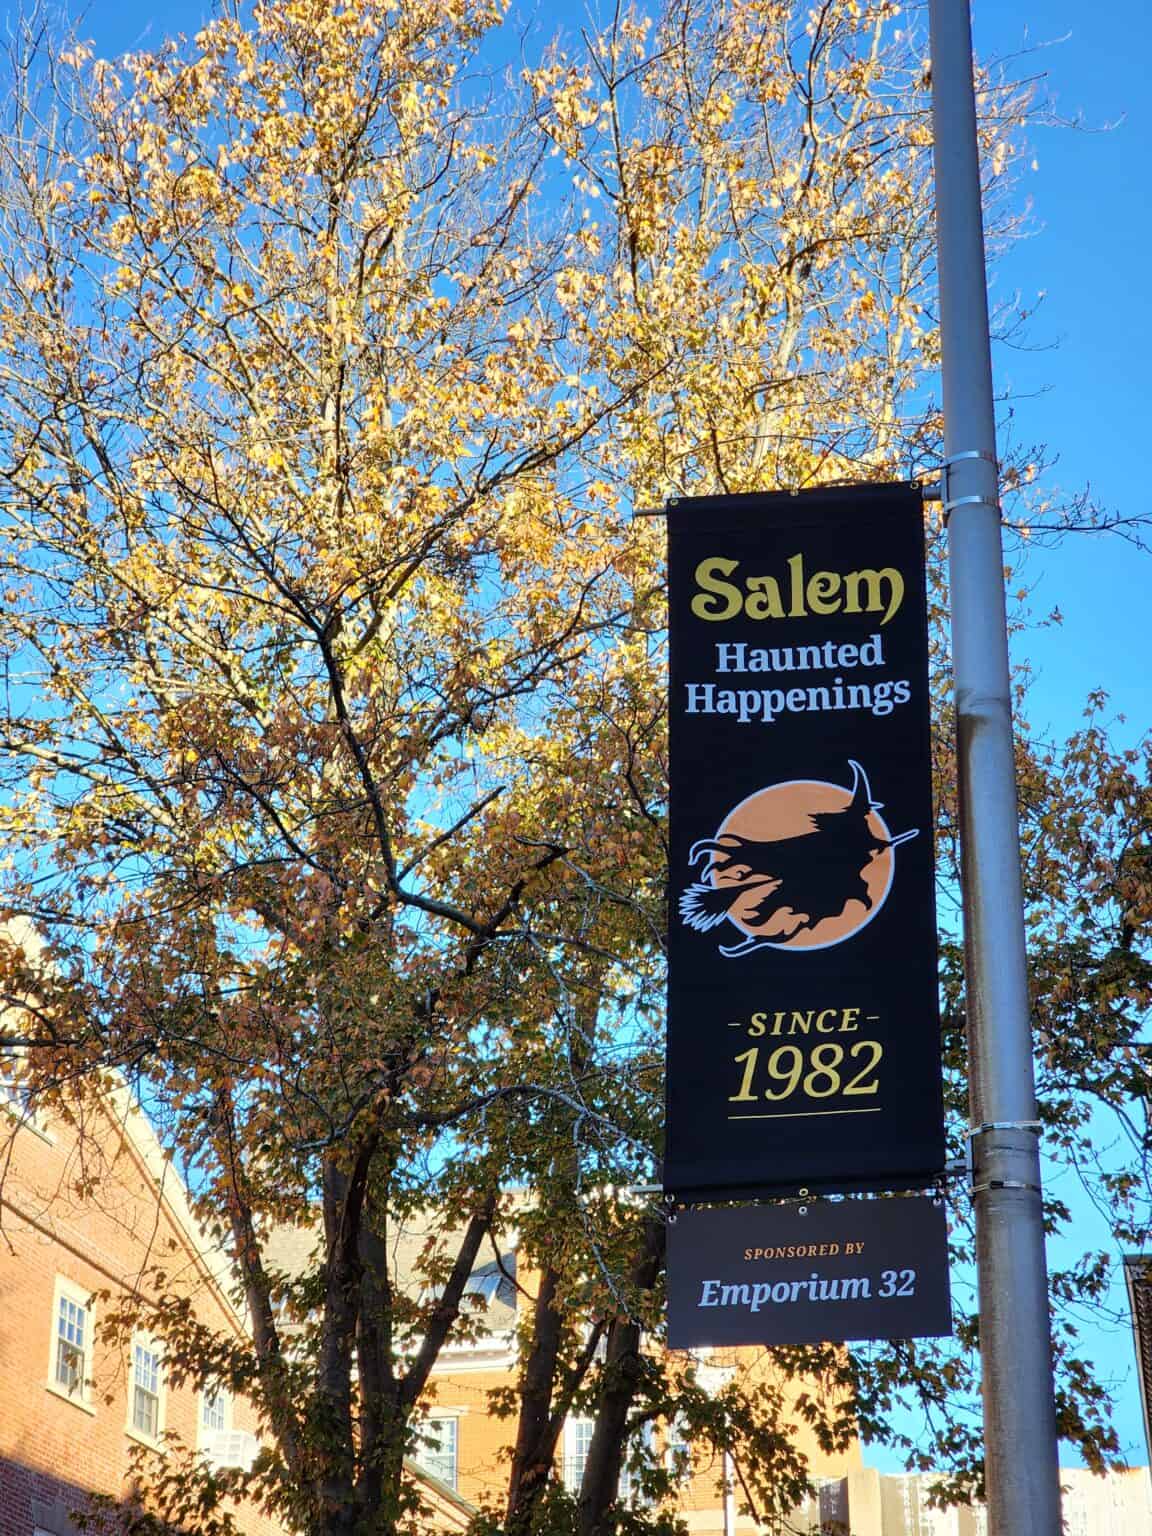 Salem
Haunted
Happenings
-SINCE-
1982
SPONSORED BY
Emporium 32